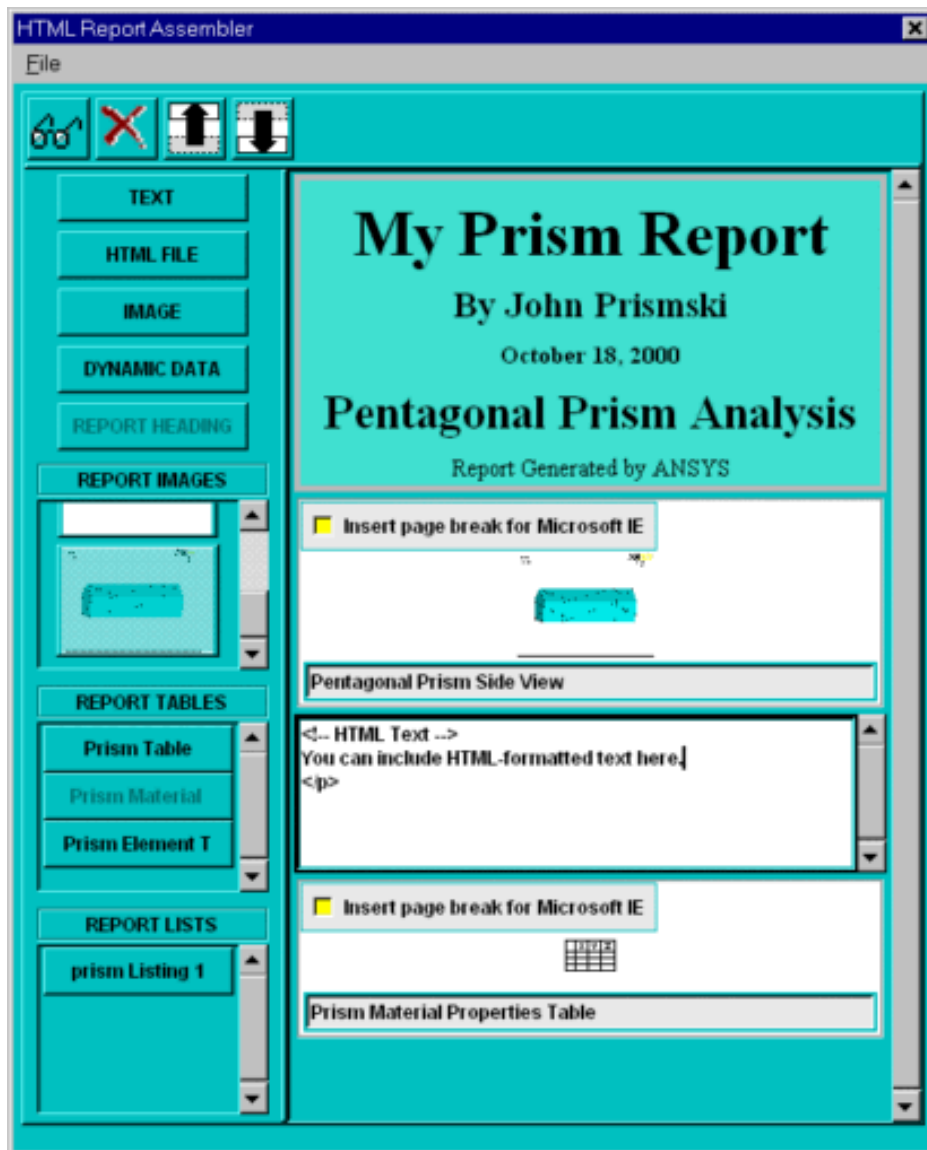 HTML Report Assembler
File
TEXT
HTML FILE
IMAGE
DYNAMIC DATA
REPORT HEADING
REPORT IMAGES
REPORT TABLES
Prism Table
Prism Material
Prism Element T
REPORT LISTS
prism Listing 1
My Prism Report
By John Prismski
October 18, 2000
Pentagonal Prism Analysis
Report Generated by ANSYS
Insert page break for Microsoft IE
Pentagonal Prism Side View
<!-- HTML Text -->
You can include HTML-formatted text here.
</p>
Insert page break for Microsoft IE
Prism Material Properties Table